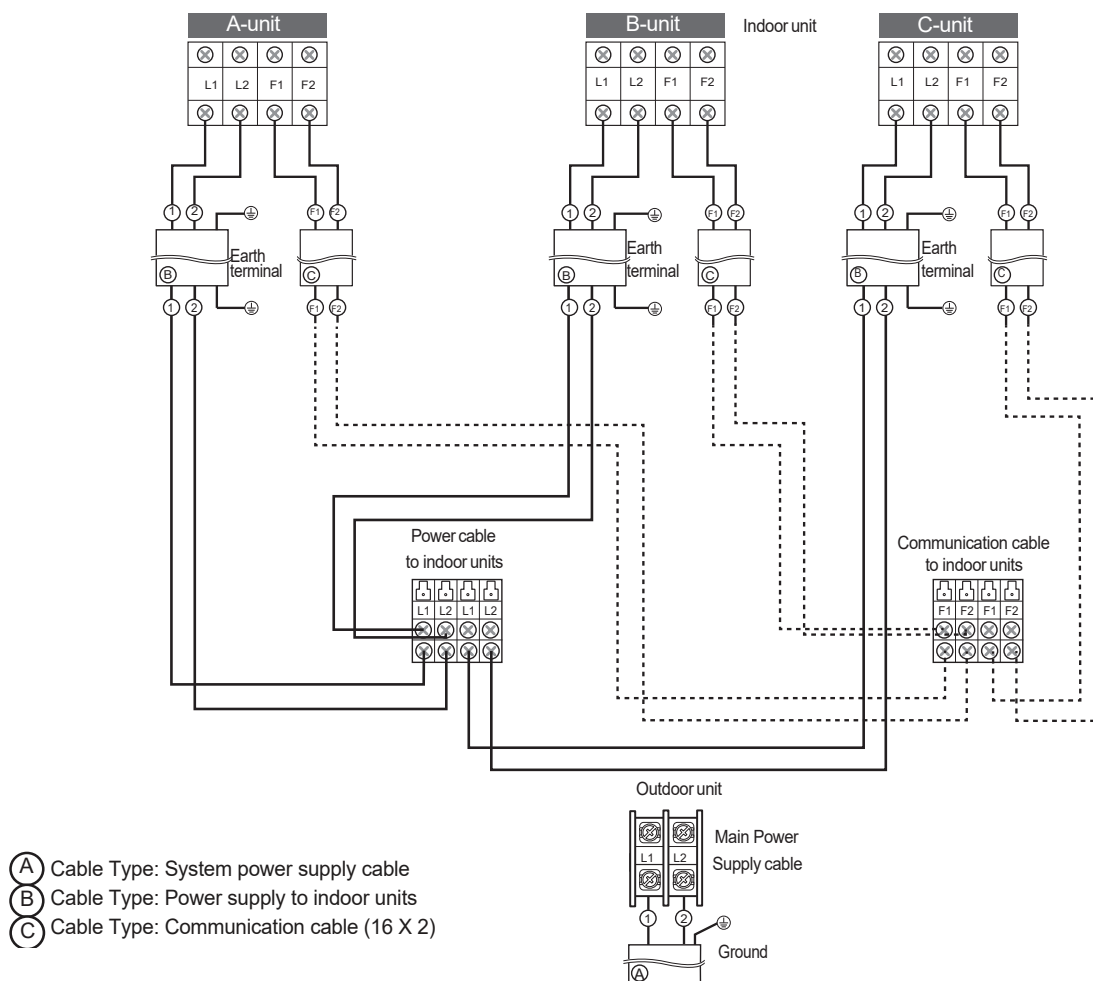 A-unit
B-unit
Indoor unit
C-unit
L1 L2 F1 F2
L1 L2 F1 F2
L1 L2 F1 F2
1 2 F1 F2
1 2 F1 F2
1 2 F1 F2
Earth
terminal
B
C
Earth
terminal
B
C
Earth
terminal
B
C
1 2 F1 F2
1 2 F1 F2
1 2 F1 F2
Power cable
to indoor units
L1 L2 L1 L2
Communication cable
to indoor units
F1 F2 F1 F2
Outdoor unit
L1 L2
Main Power
Supply cable
1 2
Ground
A
A Cable Type: System power supply cable
B Cable Type: Power supply to indoor units
C Cable Type: Communication cable (16 X 2)